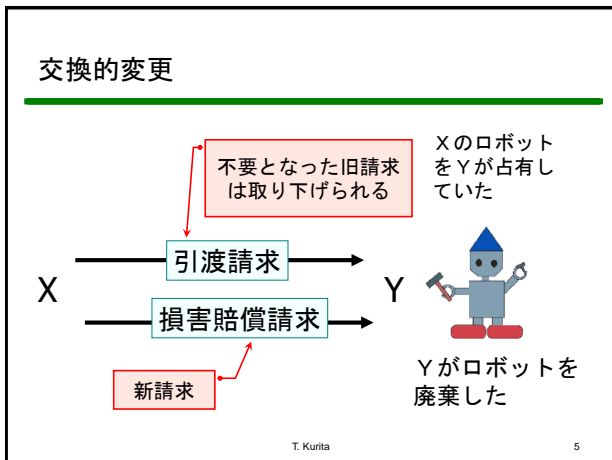 交換的変更
不要となった旧請求
は取り下げられる
Xのロボット
をYが占有し
ていた
引渡請求
X
Y
損害賠償請求
新請求
Yがロボットを
廃棄した
T. Kurita
5